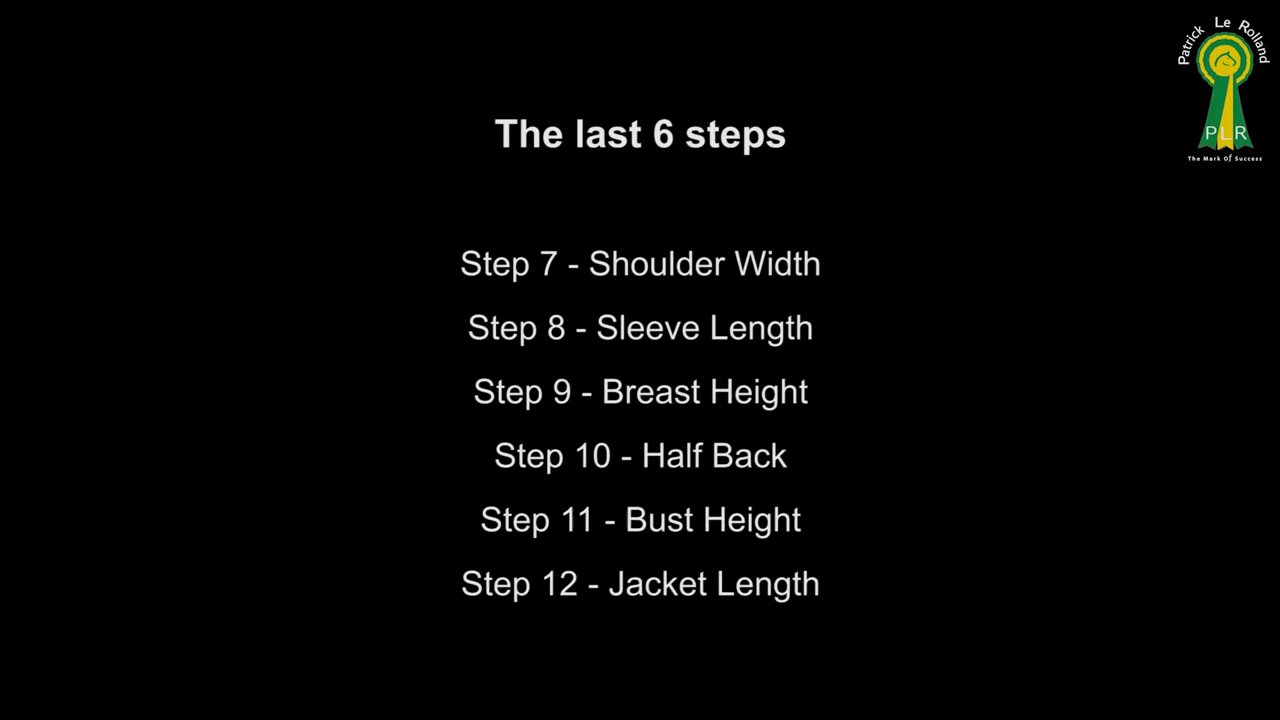 Patrick Le Rolland
PLR
The Mark Of Success
The last 6 steps
Step 7 - Shoulder Width
Step 8 - Sleeve Length
Step 9 - Breast Height
Step 10 - Half Back
Step 11 - Bust Height
Step 12 - Jacket Length